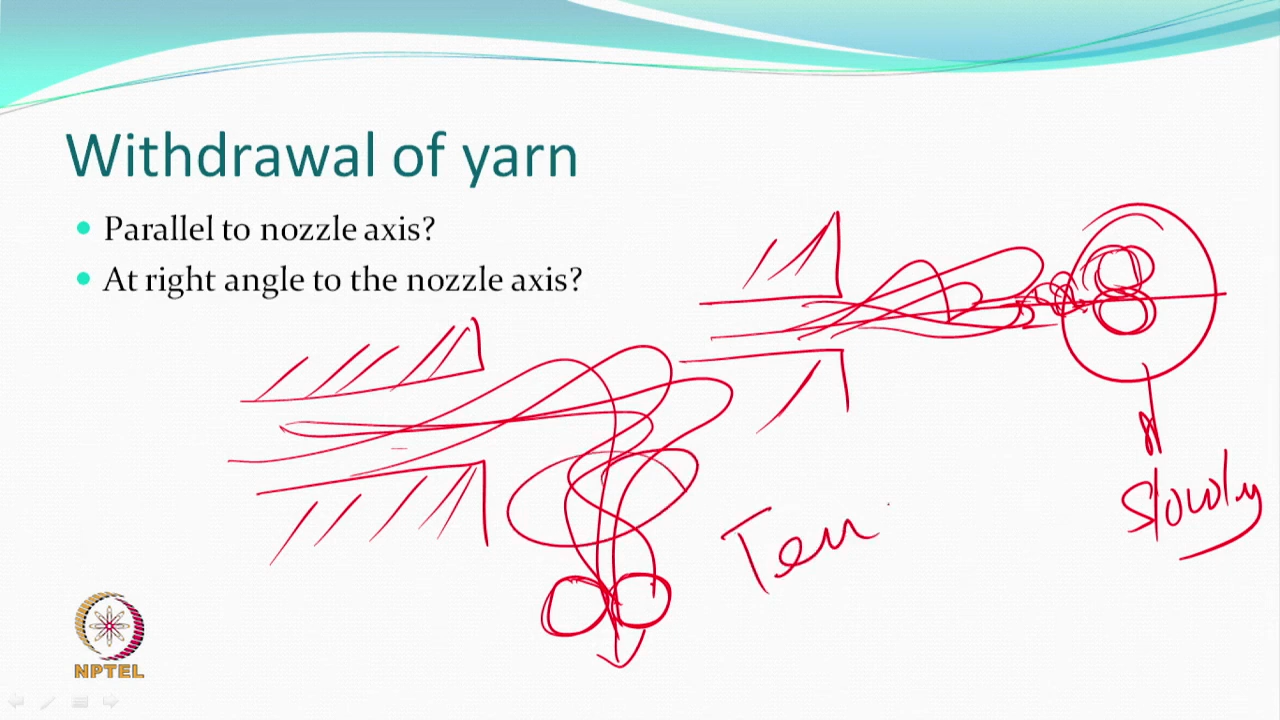 Withdrawal of yarn
Parallel to nozzle axis?
At right angle to the nozzle axis?
Ten
slowly
NPTEL